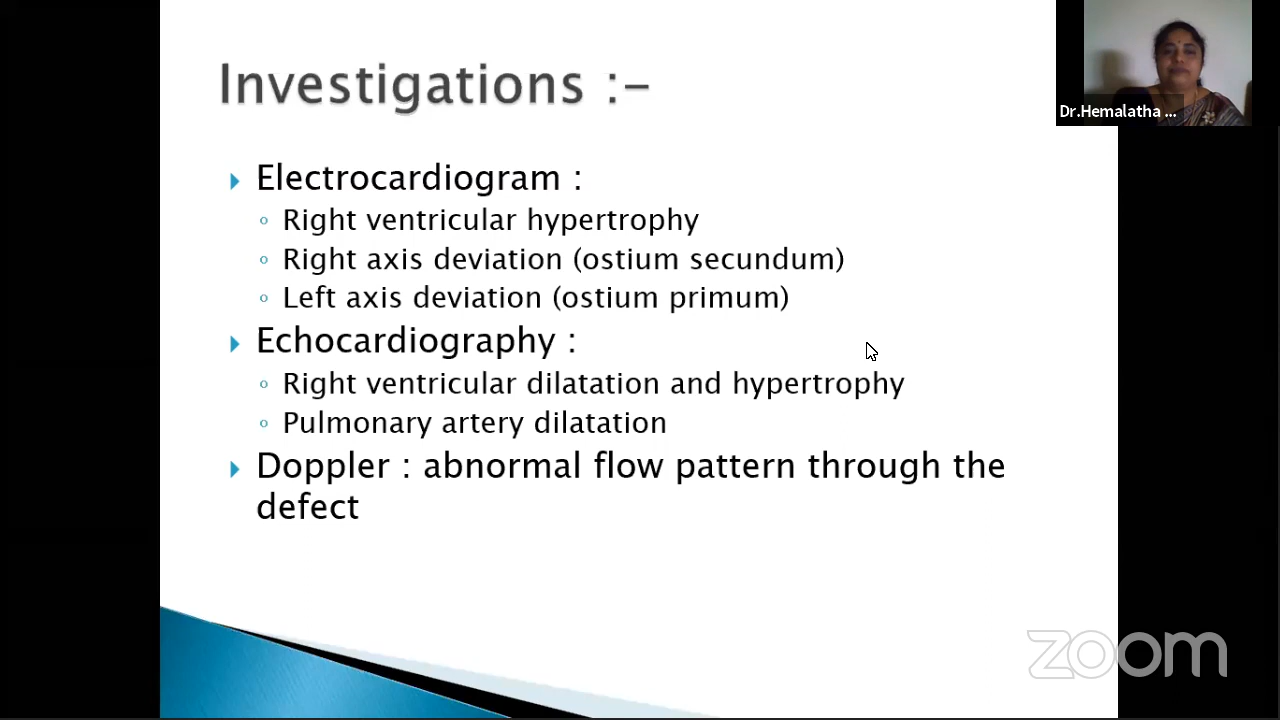 Investigations :-
Dr.Hemalatha ...
Electrocardiogram :
Right ventricular hypertrophy
Right axis deviation (ostium secundum)
Left axis deviation (ostium primum)
Echocardiography :
Right ventricular dilatation and hypertrophy
Pulmonary artery dilatation
Doppler : abnormal flow pattern through the
defect
zoom